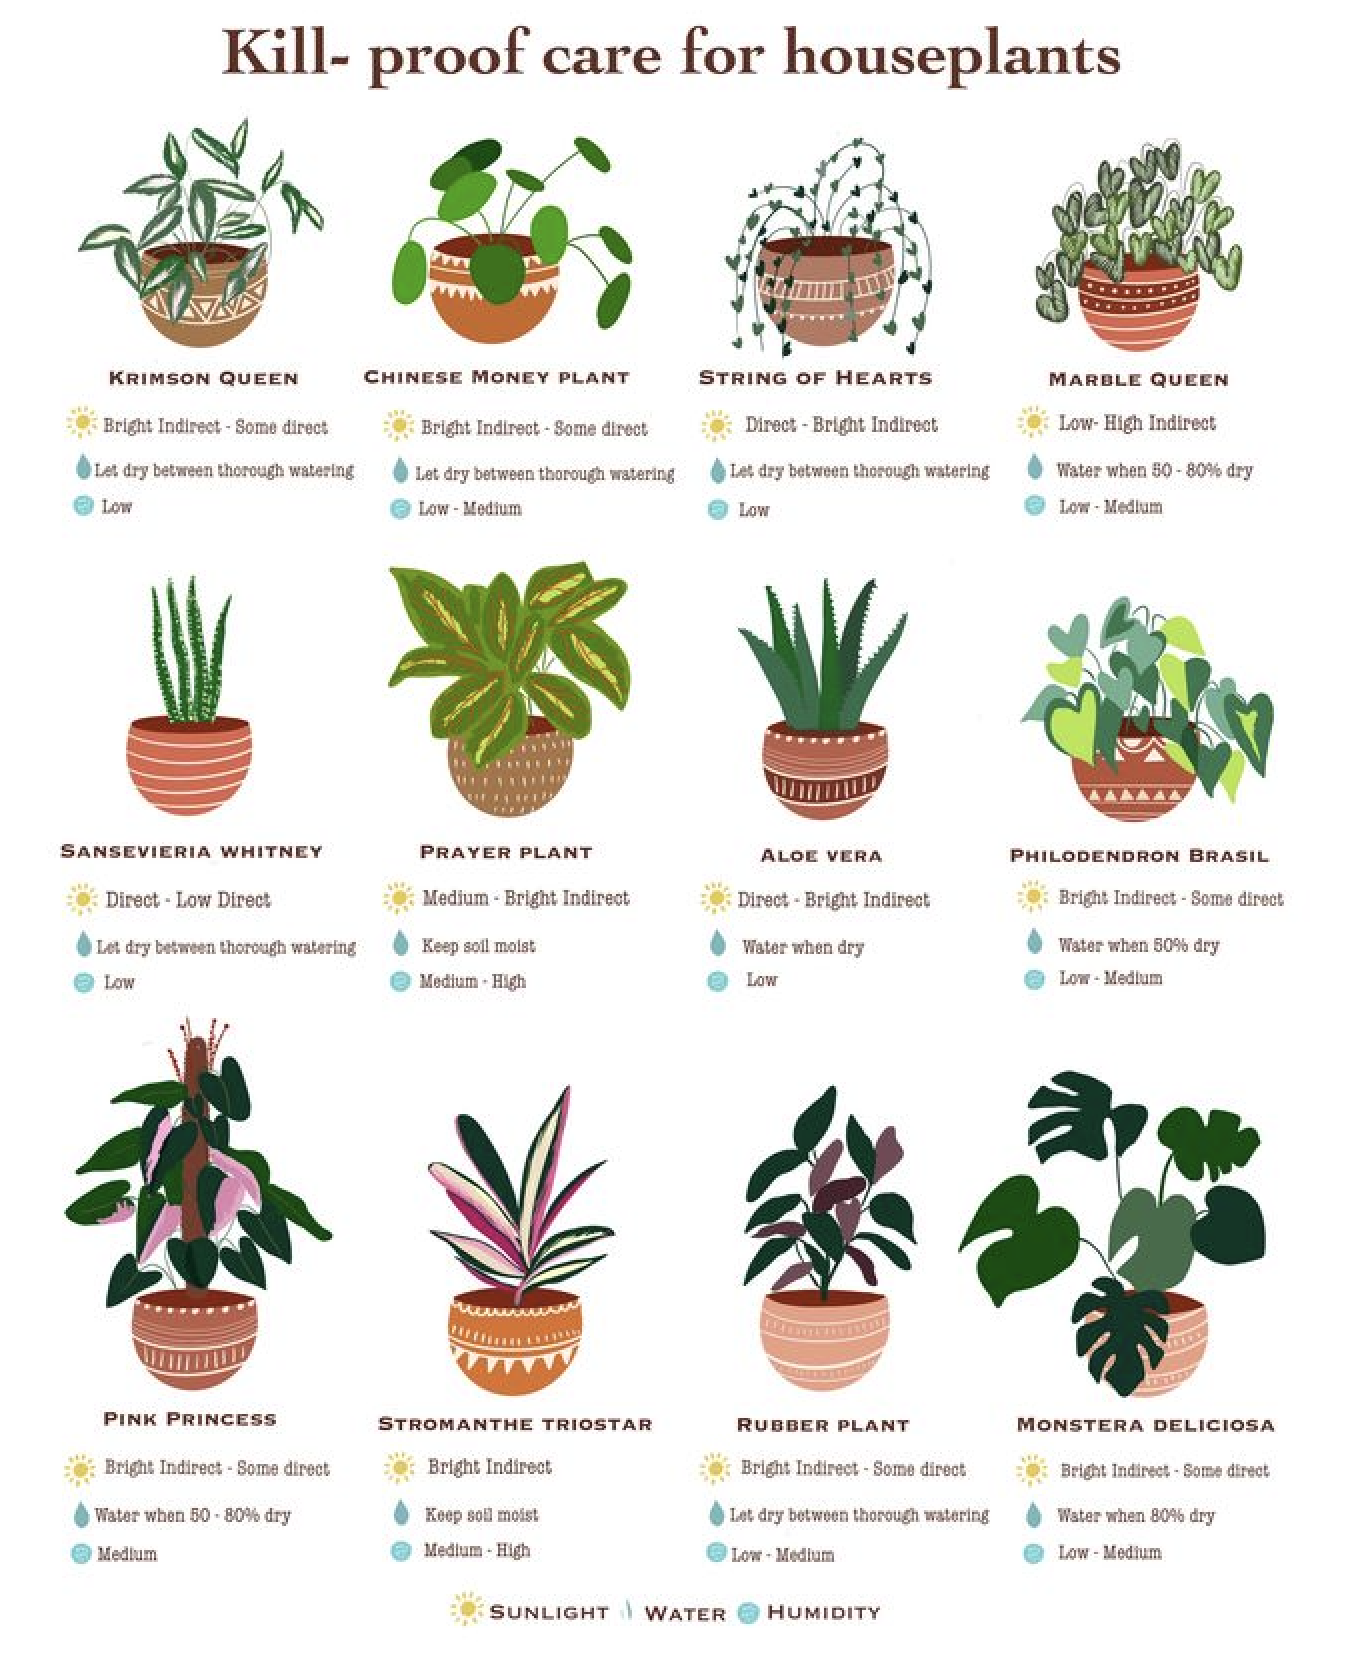 Kill- proof care for houseplants
Krimson Queen
Bright Indirect - Some direct
Let dry between thorough watering
Low
Chinese Money plant
Bright Indirect - Some direct
Let dry between thorough watering
Low - Medium
String of Hearts
Direct - Bright Indirect
Let dry between thorough watering
Low
Marble Queen
Low- High Indirect
Water when 50 - 80% dry
Low - Medium
Sansevieria whitney
Direct - Low Direct
Let dry between thorough watering
Low
Prayer plant
Medium - Bright Indirect
Keep soil moist
Medium - High
Aloe vera
Direct - Bright Indirect
Water when dry
Low
Philodendron Brasil
Bright Indirect - Some direct
Water when 50% dry
Low - Medium
Pink Princess
Bright Indirect - Some direct
Water when 50 - 80% dry
Medium
Stromanthe triostar
Bright Indirect
Keep soil moist
Medium - High
Rubber plant
Bright Indirect - Some direct
Let dry between thorough watering
Low - Medium
Monstera deliciosa
Bright Indirect - Some direct
Water when 80% dry
Low - Medium
Sunlight Water Humidity